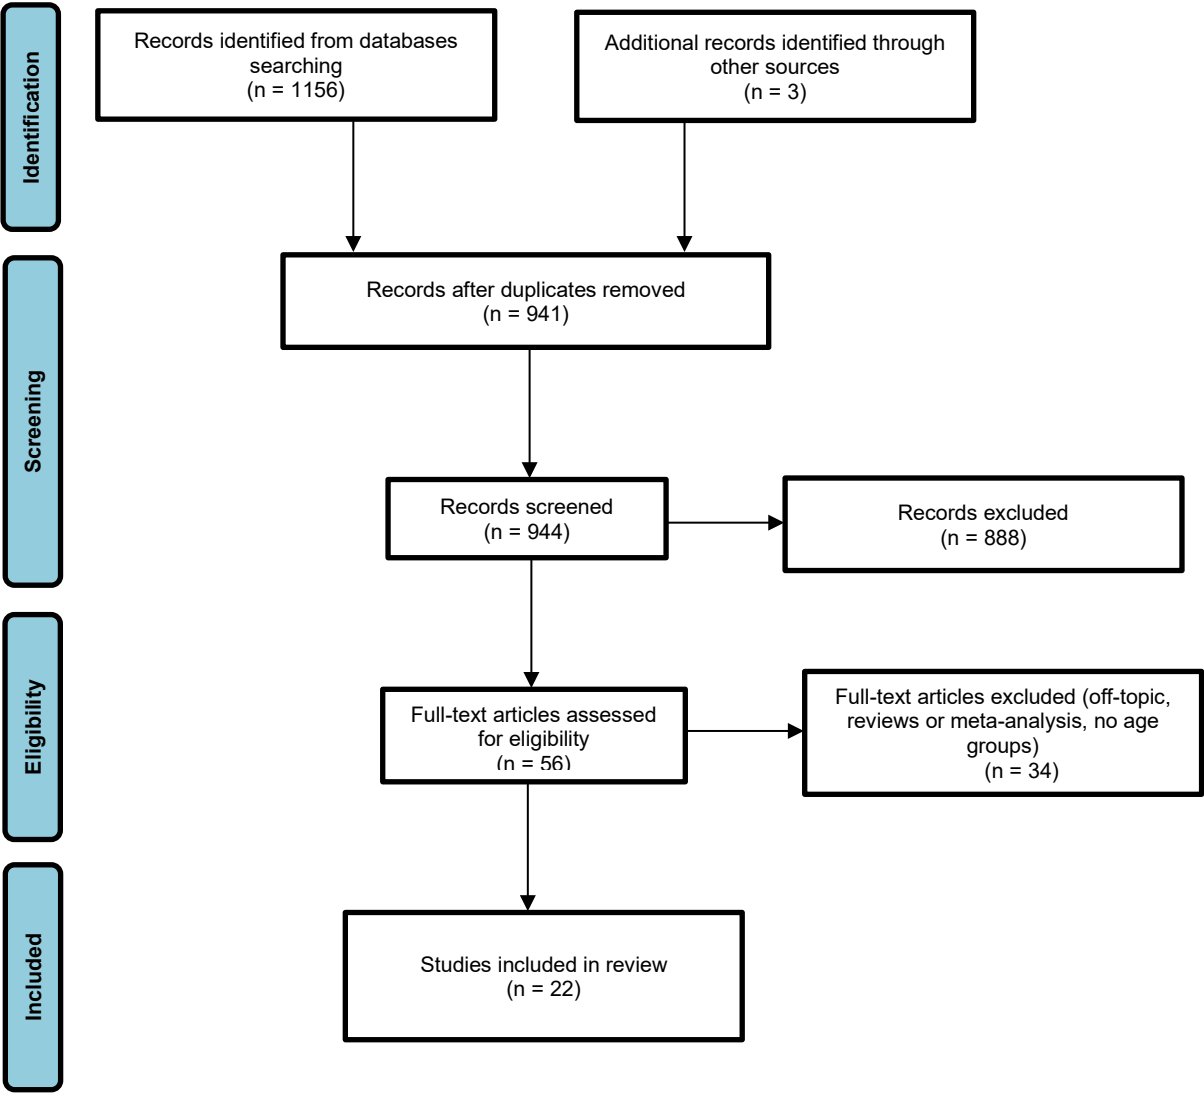 Identification
Records identified from databases
searching
(n = 1156)
Additional records identified through
other sources
(n = 3)
Screening
Records after duplicates removed
(n = 941)
Records screened
(n = 944)
Records excluded
(n = 888)
Eligibility
Full-text articles assessed
for eligibility
(n = 56)
Full-text articles excluded (off-topic,
reviews or meta-analysis, no age
groups)
(n = 34)
Included
Studies included in review
(n = 22)